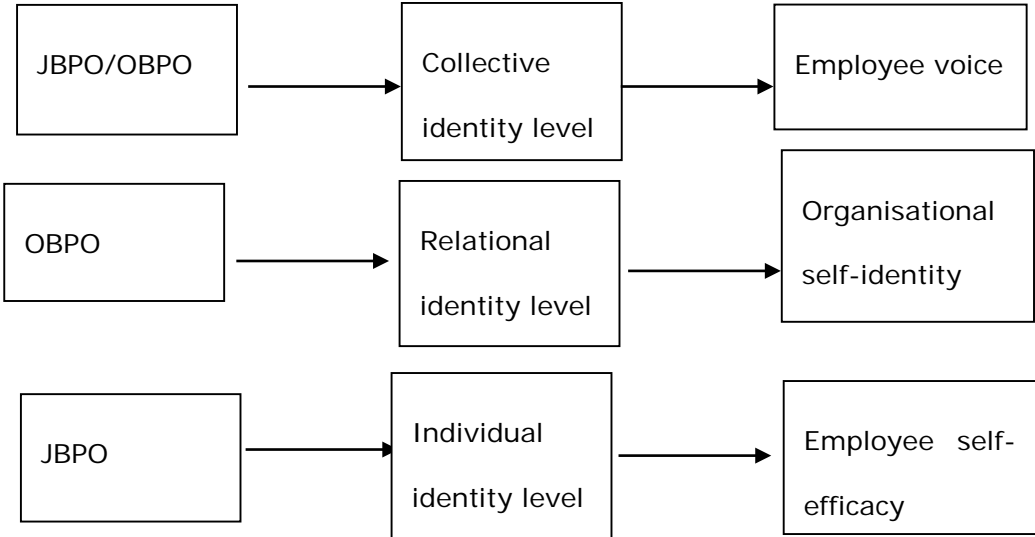 JBPO/OBPO
Collective
identity level
Employee voice
OBPO
Relational
identity level
Organisational
self-identity
JBPO
Individual
identity level
Employee self-
efficacy